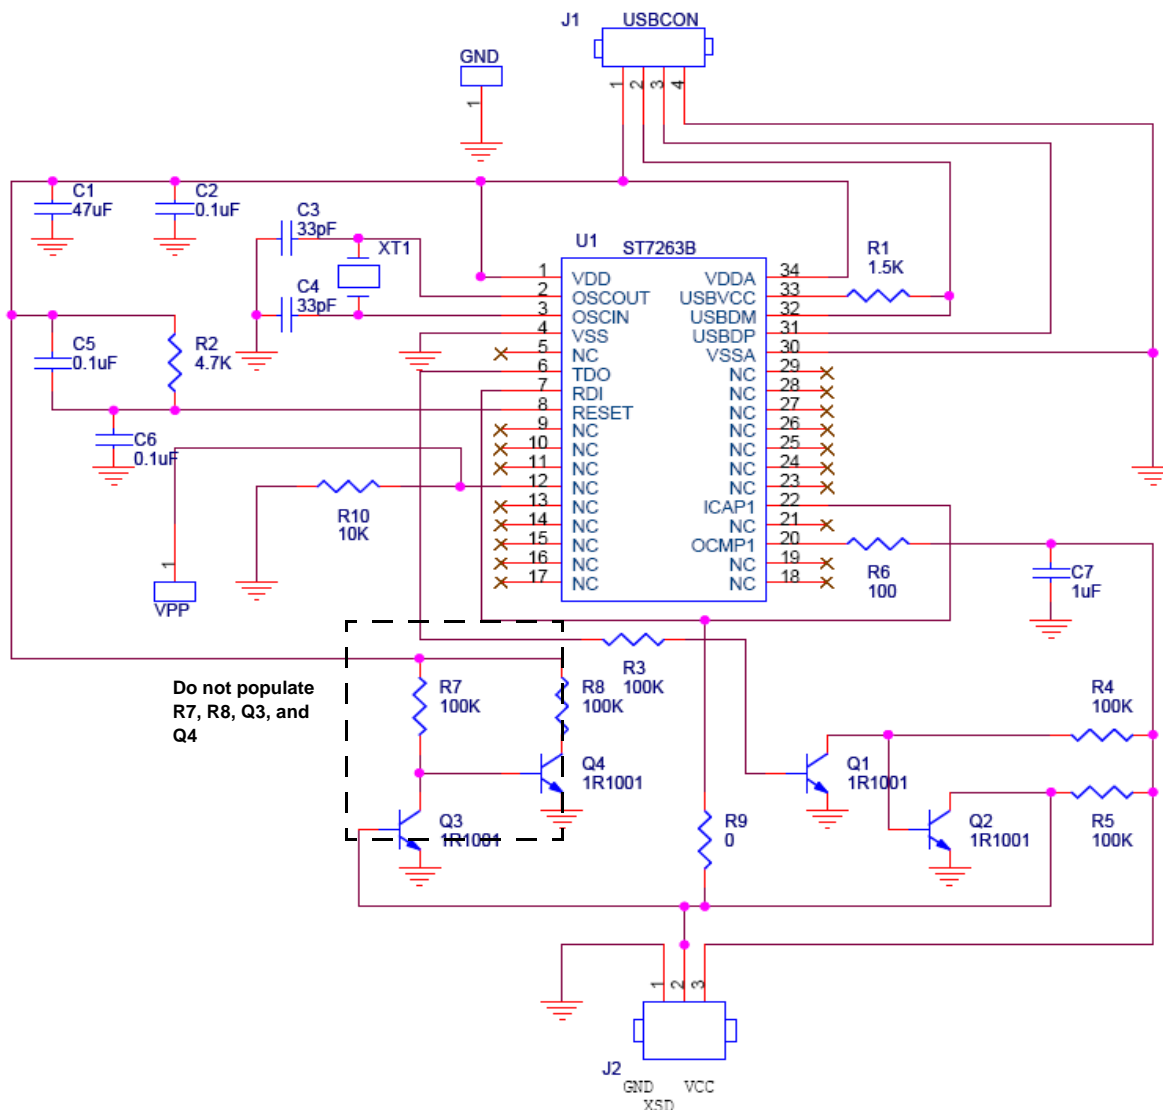 J1 USBCON
1 2 3 4
GND
1
C1
47uF
C2
0.1uF
C3
33pF
XT1
C4
33pF
U1 ST7263B
R1
1.5K
1 VDD VDDA 34
2 OSCOUT USBVCC 33
3 OSCIN USBDM 32
4 VSS USBDP 31
5 NC VSSA 30
6 TDO NC 29
7 RDI NC 28
8 RESET NC 27
9 NC NC 26
10 NC NC 25
11 NC NC 24
12 NC NC 23
13 NC ICAP1 22
14 NC NC 21
15 NC OCMP1 20
16 NC NC 19
17 NC NC 18
C5
0.1uF
R2
4.7K
C6
0.1uF
R10
10K
1
VPP
R6
100
C7
1uF
Do not populate
R7, R8, Q3, and
Q4
R7
100K
R8
100K
R3
100K
R4
100K
Q4
1R1001
Q1
1R1001
Q3
1R1001
R9
0
Q2
1R1001
R5
100K
1 2 3
J2
GND VCC
XSD